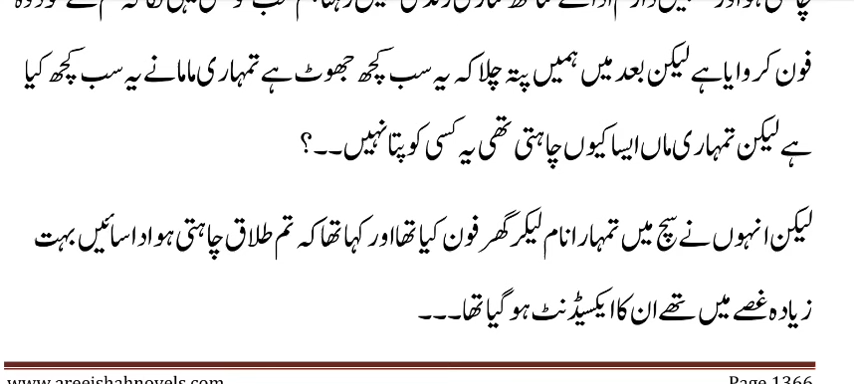 فون کروایا ہے لیکن بعد میں ہمیں پتہ چلا کہ یہ سب کچھ جھوٹ ہے تمہاری ماما نے یہ سب کچھ کیا
ہے لیکن تمہاری ماں ایسا کیوں چاہتی تھی یہ کسی کو پتا نہیں۔۔؟
لیکن انہوں نے سچ میں تمہارا نام لیکر گھر فون کیا تھا اور کہا تھا کہ تم طلاق چاہتی ہو ادا سائیں بہت
زیادہ غصے میں تھے ان کا ایکسیڈنٹ ہو گیا تھا۔۔۔
www.areejshahnovels.com
Page 1366